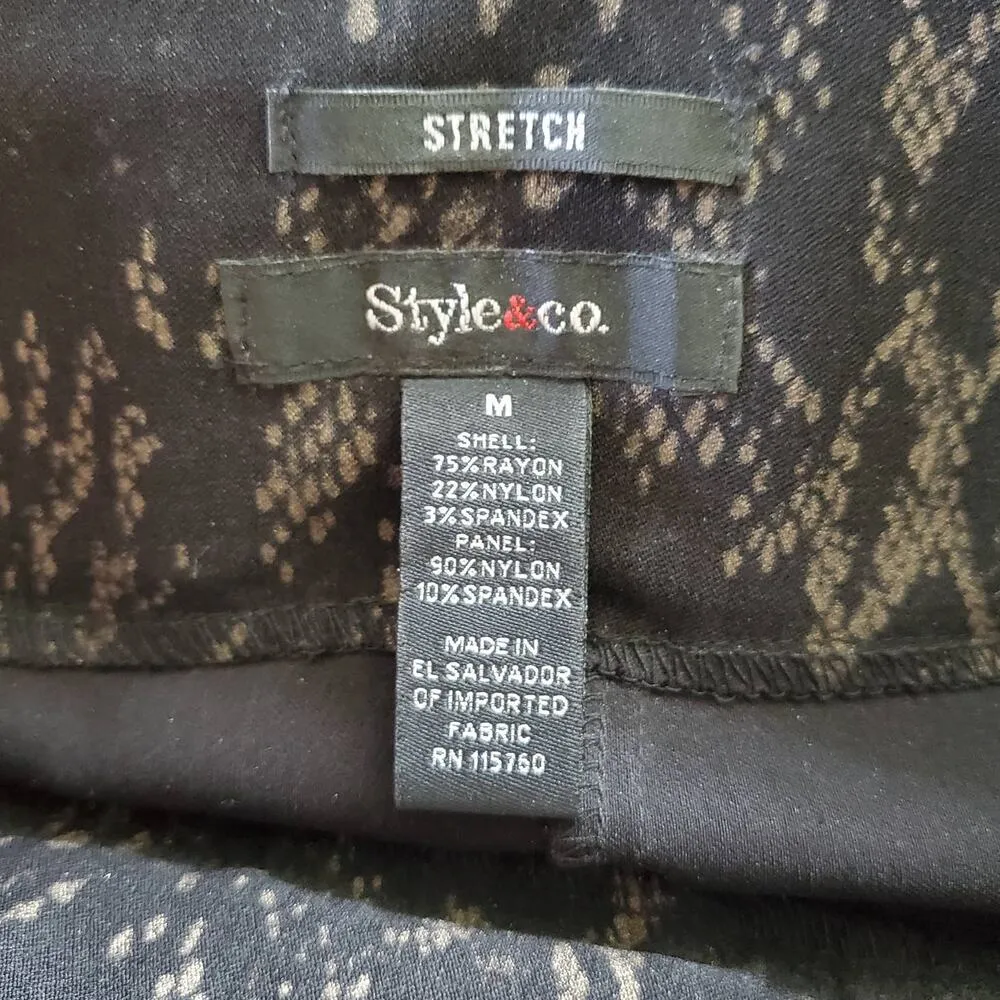 STRETCH
Style&co.
M
SHELL:
75%RAYON
22%NYLON
3%SPANDEX
PANEL:
90%NYLON
10%SPANDEX
MADE IN
EL SALVADOR
OF IMPORTED
FABRIC
RN 115760